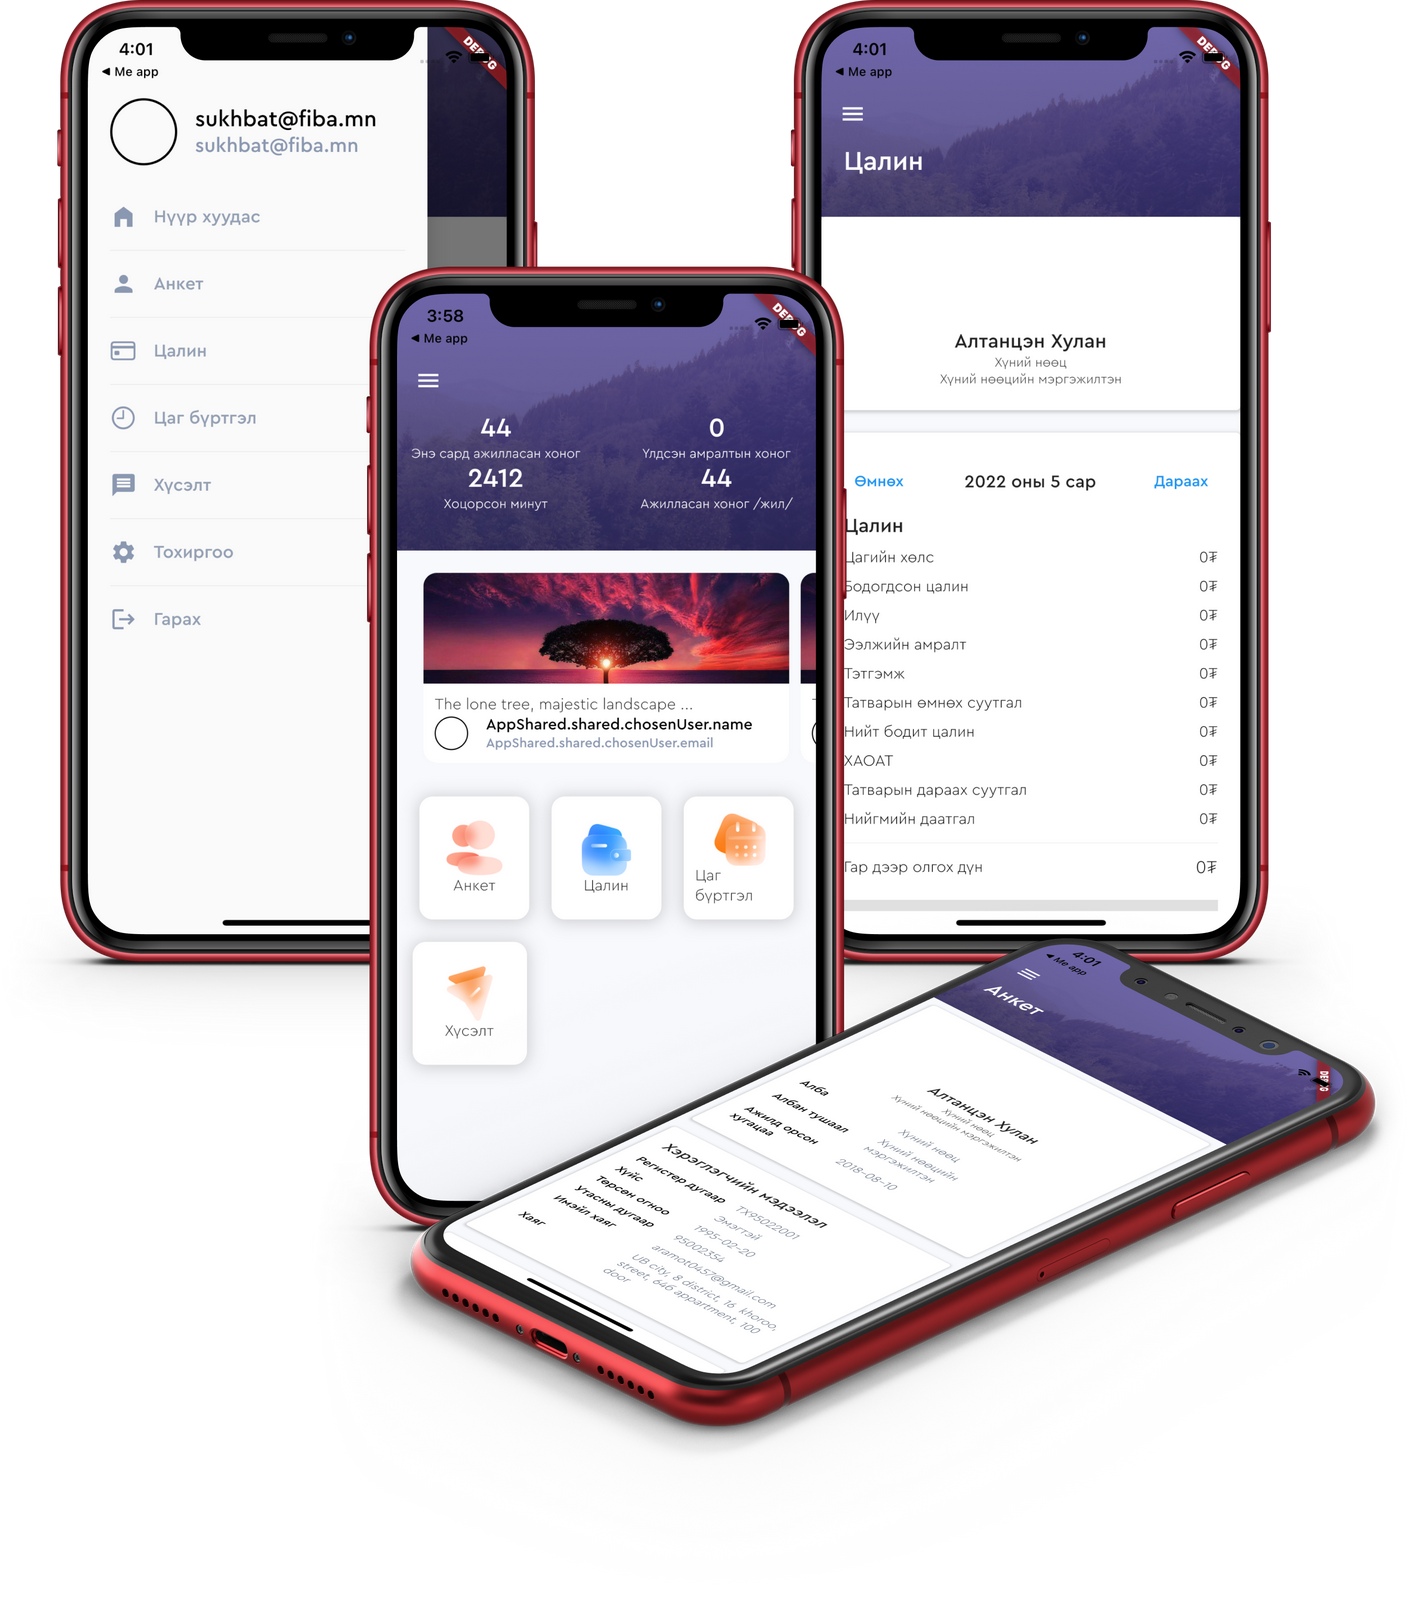 4:01
DEBUG
◀ Me app
sukhbat@fiba.mn
sukhbat@fiba.mn
Нүүр хуудас
Анкет
Цалин
Цаг бүртгэл
Хүсэлт
Тохиргоо
Гарах
3:58
DEBUG
◀ Me app
44
Энэ сард ажилласан хоног
0
Үлдсэн амралтын хоног
2412
Хоцорсон минут
44
Ажилласан хоног /жил/
The lone tree, majestic landscape ...
AppShared.shared.chosenUser.name
AppShared.shared.chosenUser.email
Анкет
Цалин
Цаг
бүртгэл
Хүсэлт
4:01
DEBUG
◀ Me app
Цалин
Алтанцэн Хулан
Хүний нөөц
Хүний нөөцийн мэргэжилтэн
Өмнөх
2022 оны 5 сар
Дараах
Цалин
Цагийн хөлс 0₮
Бодогдсон цалин 0₮
Илүү 0₮
Ээлжийн амралт 0₮
Тэтгэмж 0₮
Татварын өмнөх суутгал 0₮
Нийт бодит цалин 0₮
ХАОАТ 0₮
Татварын дараах суутгал 0₮
Нийгмийн даатгал 0₮
Гар дээр олгох дүн 0₮
4:01
◀ Me app
DEBUG
Анкет
Алтанцэн Хулан
Хүний нөөц
Хүний нөөцийн мэргэжилтэн
Алба
Хүний нөөц
Албан тушаал
Хүний нөөцийн
мэргэжилтэн
Ажилд орсон
хугацаа
2018-08-10
Хэрэглэгчийн мэдээлэл
Регистер дугаар
ТХ95022001
Хүйс
Эмэгтэй
Төрсөн огноо
1995-02-20
Утасны дугаар
95002354
Имэйл хаяг
aramot0457@gmail.com
Хаяг
UB city, 8 district, 16 khoroo,
street, 646 appartment, 100
door